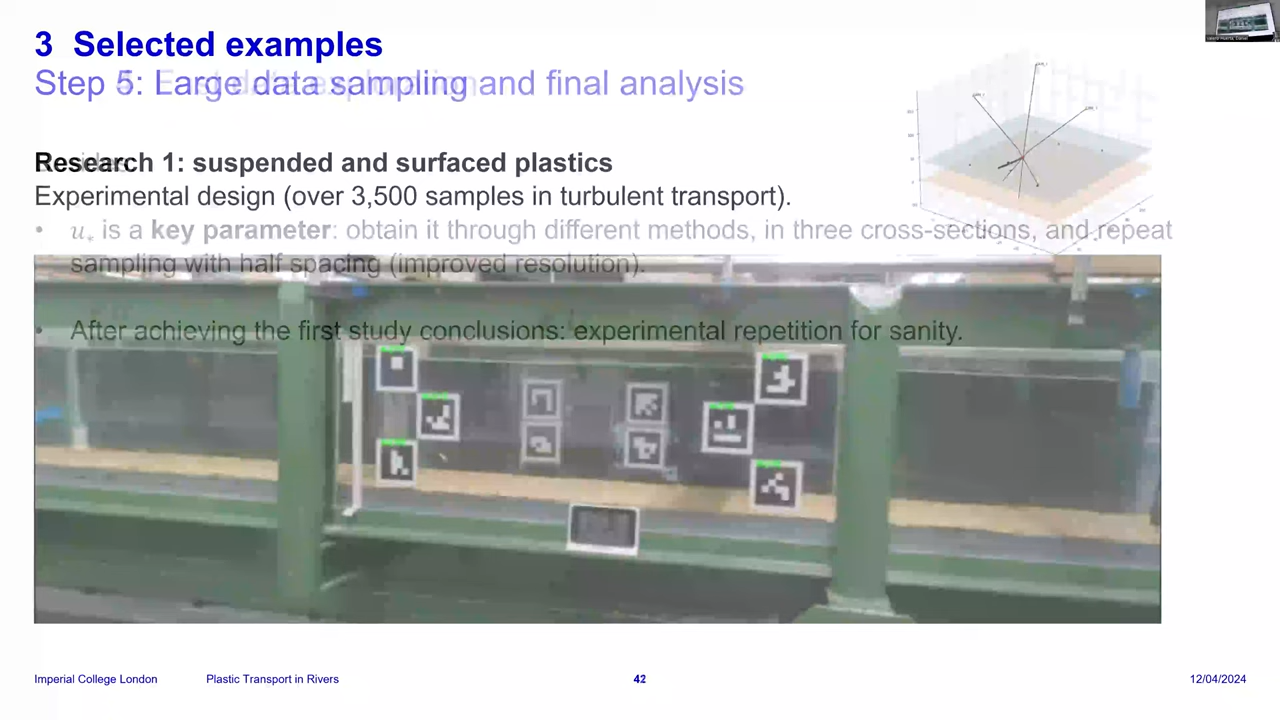 3 Selected examples
Step 5: Large data sampling and final analysis
Research 1: suspended and surfaced plastics
Experimental design (over 3,500 samples in turbulent transport).
• u* is a key parameter: obtain it through different methods, in three cross-sections, and repeat
sampling with half spacing (improved resolution).
• After achieving the first study conclusions: experimental repetition for sanity.
Imperial College London Plastic Transport in Rivers 42 12/04/2024